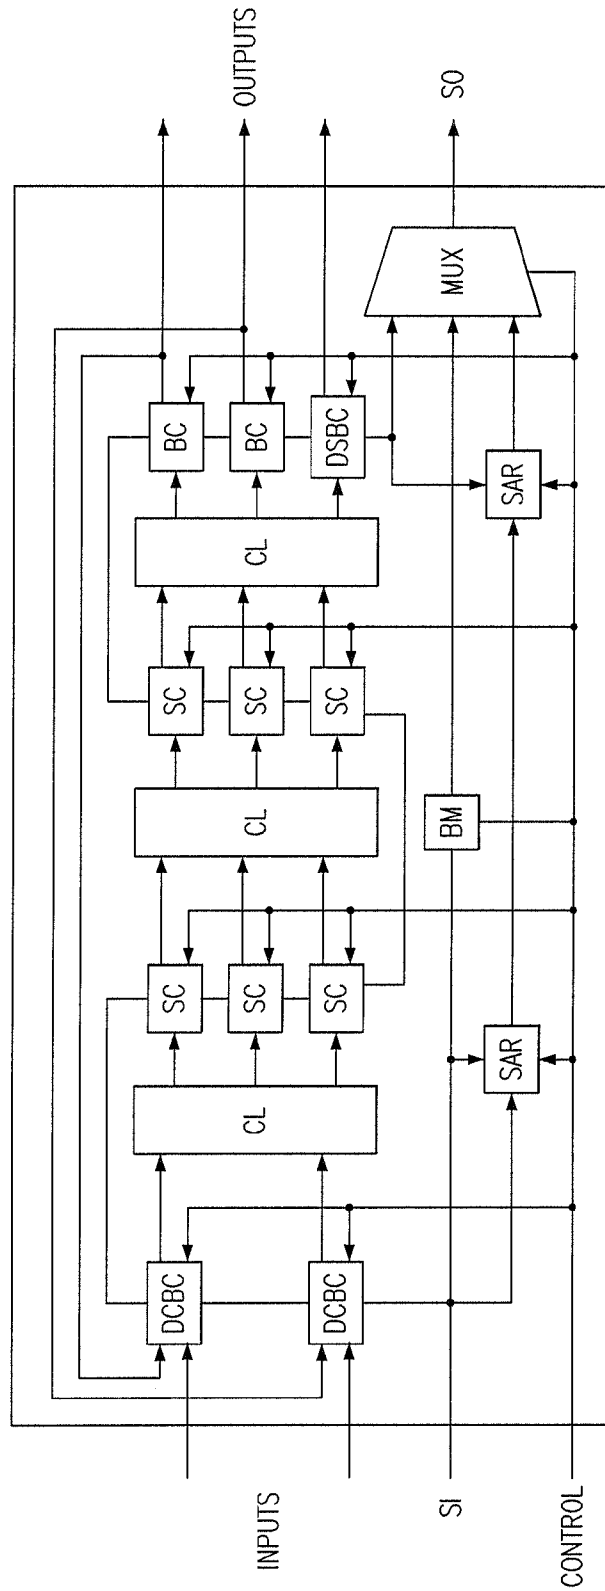 INPUTS
SI
CONTROL
DCBC
DCBC
CL
SC
SC
SC
CL
SC
SC
SC
CL
BC
BC
DSBC
SAR
BM
SAR
MUX
OUTPUTS
SO